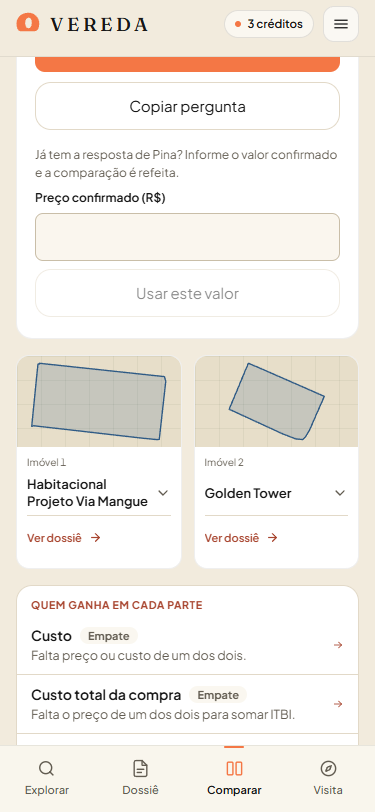 VEREDA
3 créditos
Copiar pergunta
Já tem a resposta de Pina? Informe o valor confirmado
e a comparação é refeita.
Preço confirmado (R$)
Usar este valor
Imóvel 1
Habitacional
Projeto Via Mangue
Ver dossiê
Imóvel 2
Golden Tower
Ver dossiê
QUEM GANHA EM CADA PARTE
Custo Empate
Falta preço ou custo de um dos dois.
Custo total da compra Empate
Falta o preço de um dos dois para somar ITBI.
Explorar
Dossiê
Comparar
Visita